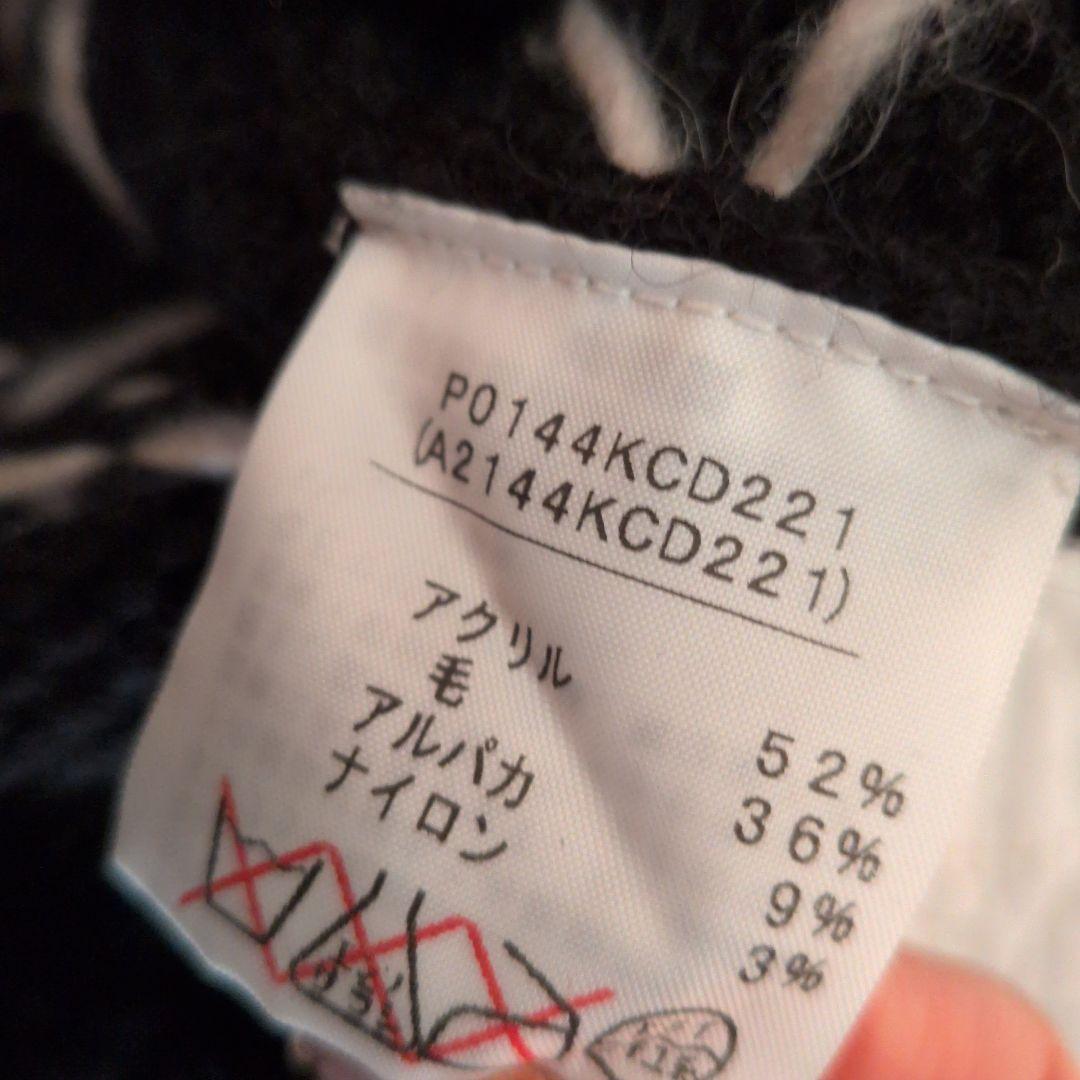 P0144KCD221
(A2144KCD221)
アクリル 52%
毛 36%
アルパカ 9%
ナイロン 3%